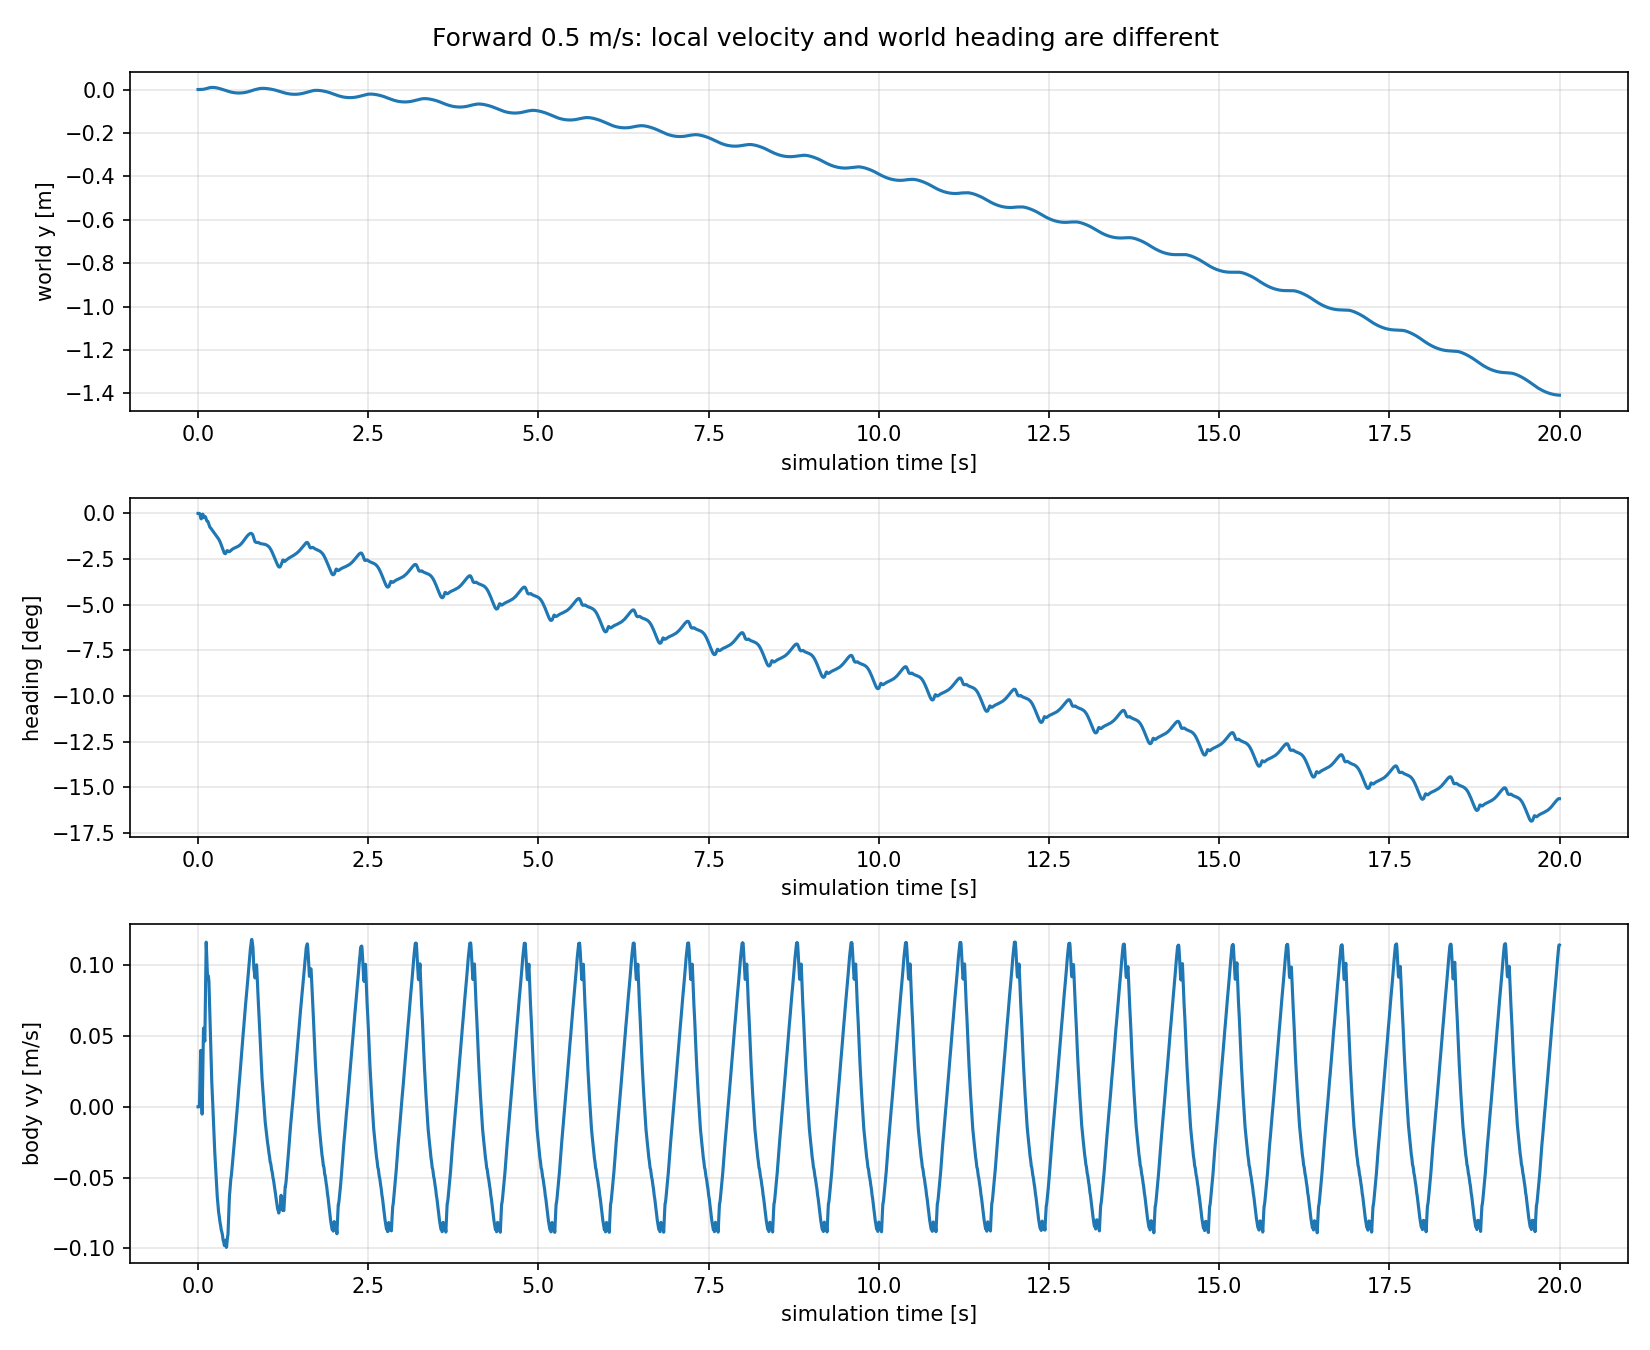 Forward 0.5 m/s: local velocity and world heading are different
world y [m]
0.0
−0.2
−0.4
−0.6
−0.8
−1.0
−1.2
−1.4
0.0 2.5 5.0 7.5 10.0 12.5 15.0 17.5 20.0
simulation time [s]
heading [deg]
0.0
−2.5
−5.0
−7.5
−10.0
−12.5
−15.0
−17.5
0.0 2.5 5.0 7.5 10.0 12.5 15.0 17.5 20.0
simulation time [s]
body vy [m/s]
0.10
0.05
0.00
−0.05
−0.10
0.0 2.5 5.0 7.5 10.0 12.5 15.0 17.5 20.0
simulation time [s]